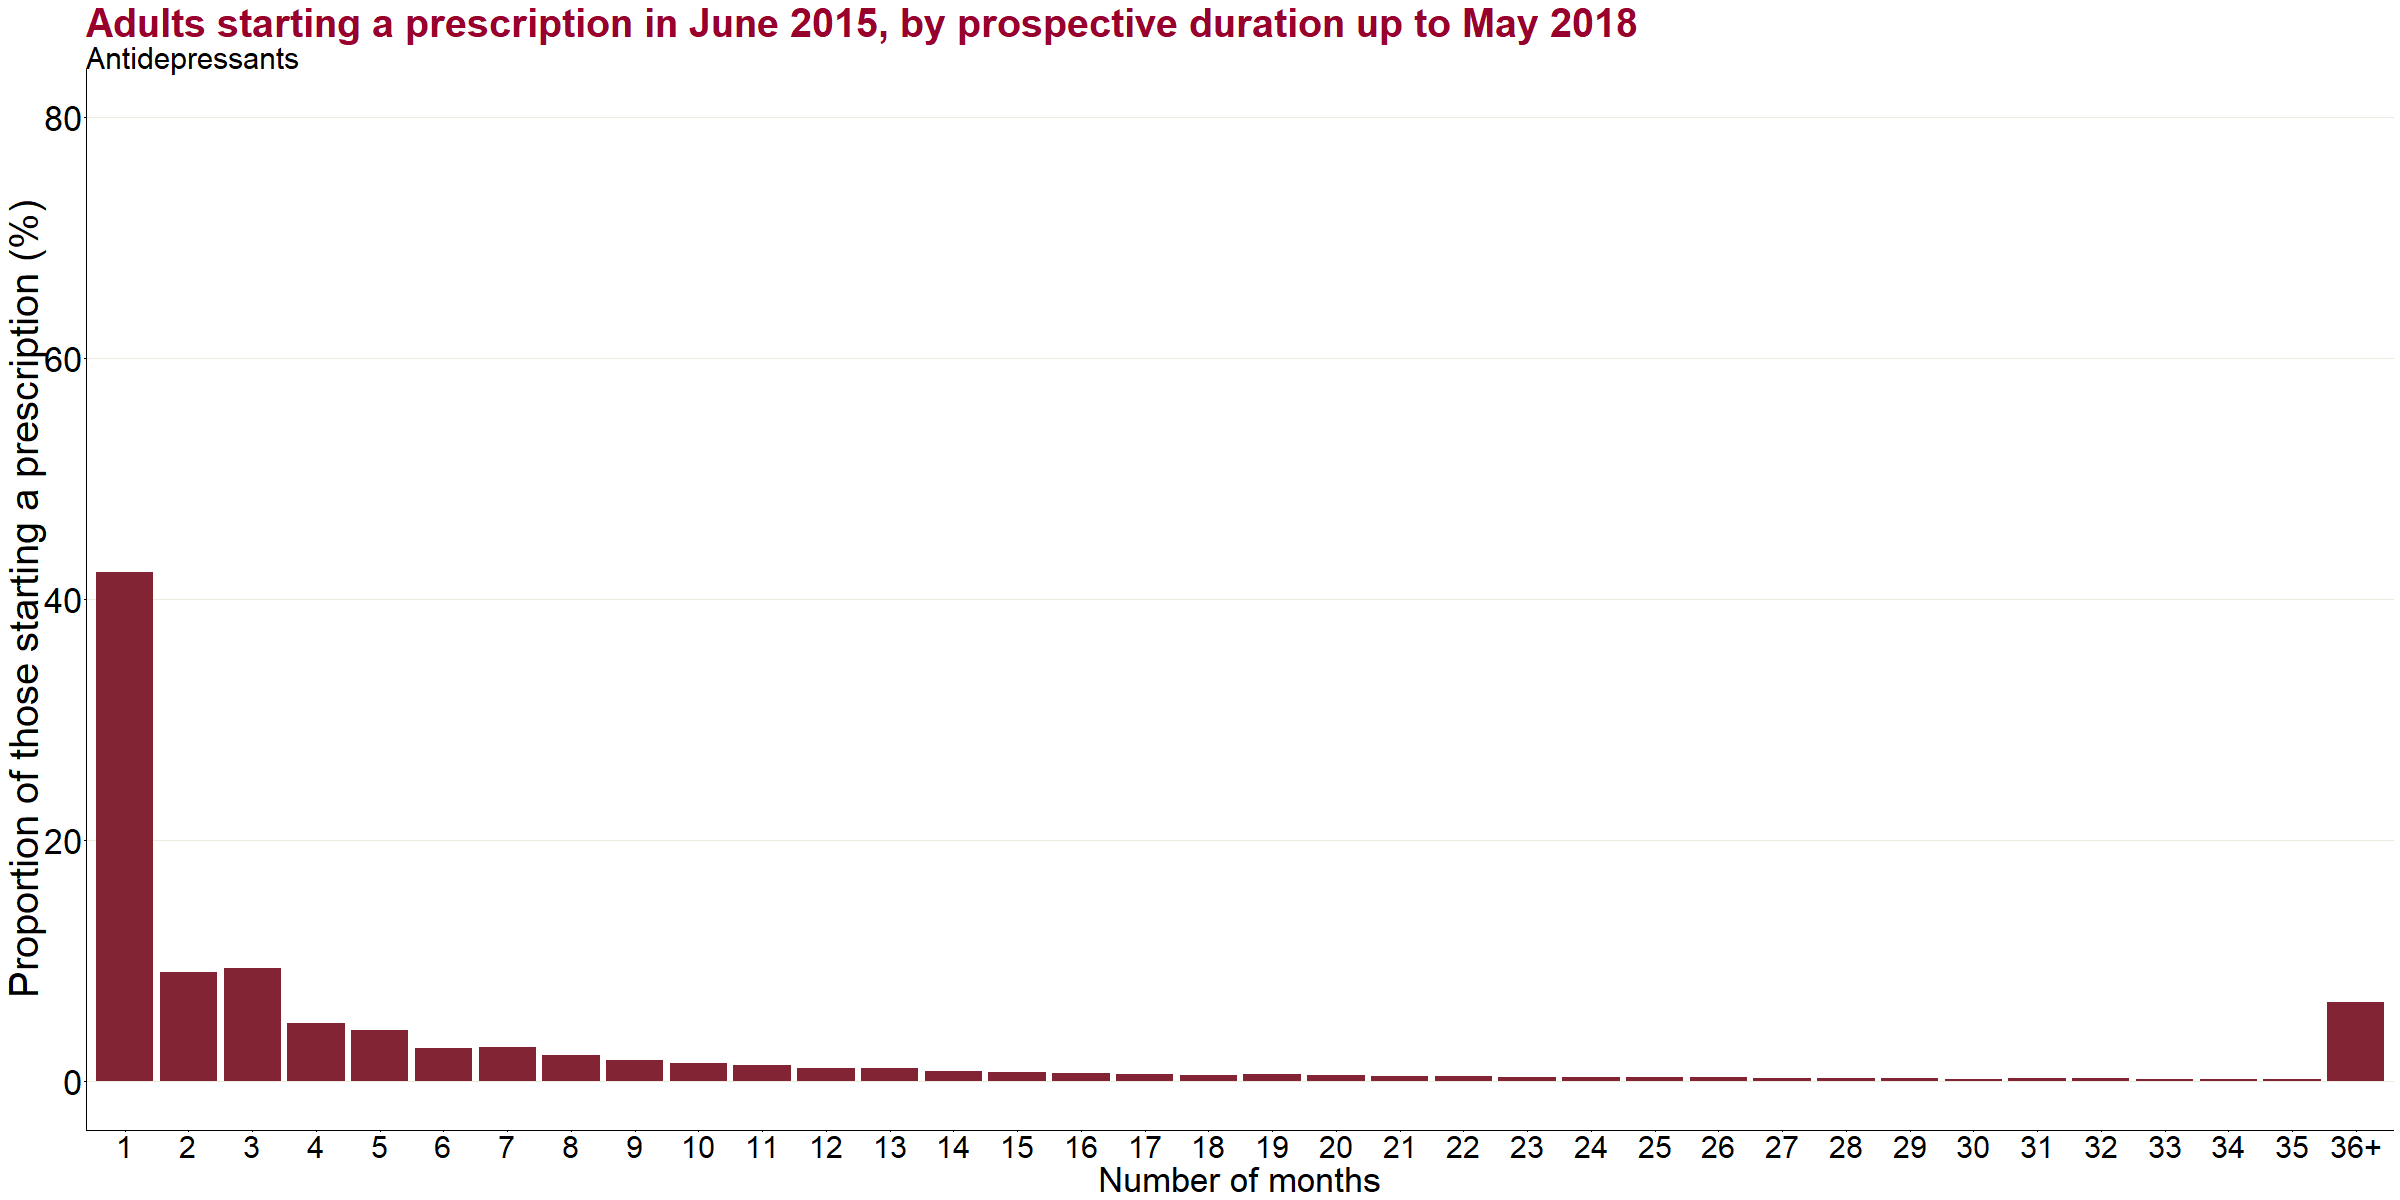 Adults starting a prescription in June 2015, by prospective duration up to May 2018
Antidepressants
Proportion of those starting a prescription (%)
80
60
40
20
0
1 2 3 4 5 6 7 8 9 10 11 12 13 14 15 16 17 18 19 20 21 22 23 24 25 26 27 28 29 30 31 32 33 34 35 36+
Number of months